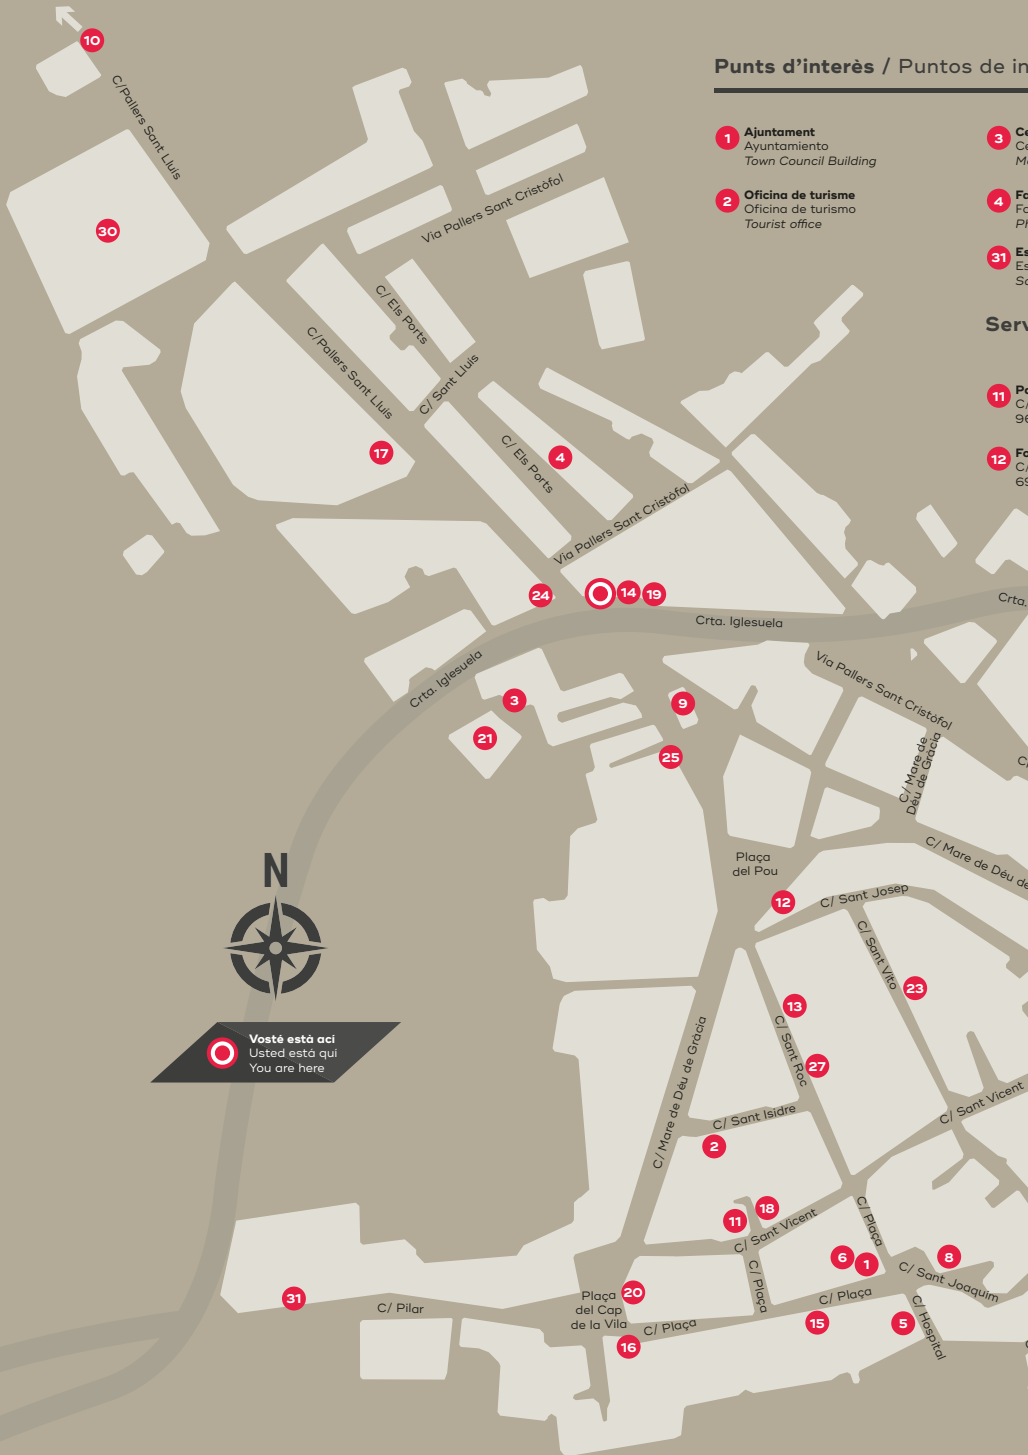 10
C/Pallers Sant Lluis
30
Via Pallers Sant Cristòfol
C/ Els Ports
C/Pallers Sant Lluis
C/ Sant Lluis
17
C/ Els Ports
4
Via Pallers Sant Cristòfol
24
14
19
Crta. Iglesuela
Crta.
Crta. Iglesuela
3
21
9
25
Via Pallers Sant Cristòfol
C/ Mare de
Déu de Gràcia
C/ Mare de Déu de
Plaça
del Pou
12
C/ Sant Josep
C/ Sant Vito
23
13
C/ Sant Roc
27
C/ Mare de Déu de Gràcia
C/ Sant Isidre
2
C/ Sant Vicent
11
18
C/ Sant Vicent
C/ Plaça
C/ Plaça
6
1
8
C/ Sant Joaquim
C/ Plaça
15
5
C/ Hospital
31
C/ Pilar
Plaça
del Cap
de la Vila
20
C/ Plaça
16
N
Vosté està ací
Usted está qui
You are here
Punts d'interès / Puntos de in
1 Ajuntament
Ayuntamiento
Town Council Building
2 Oficina de turisme
Oficina de turismo
Tourist office
3
4
31
Serv
11
C/
96
12
C/
69